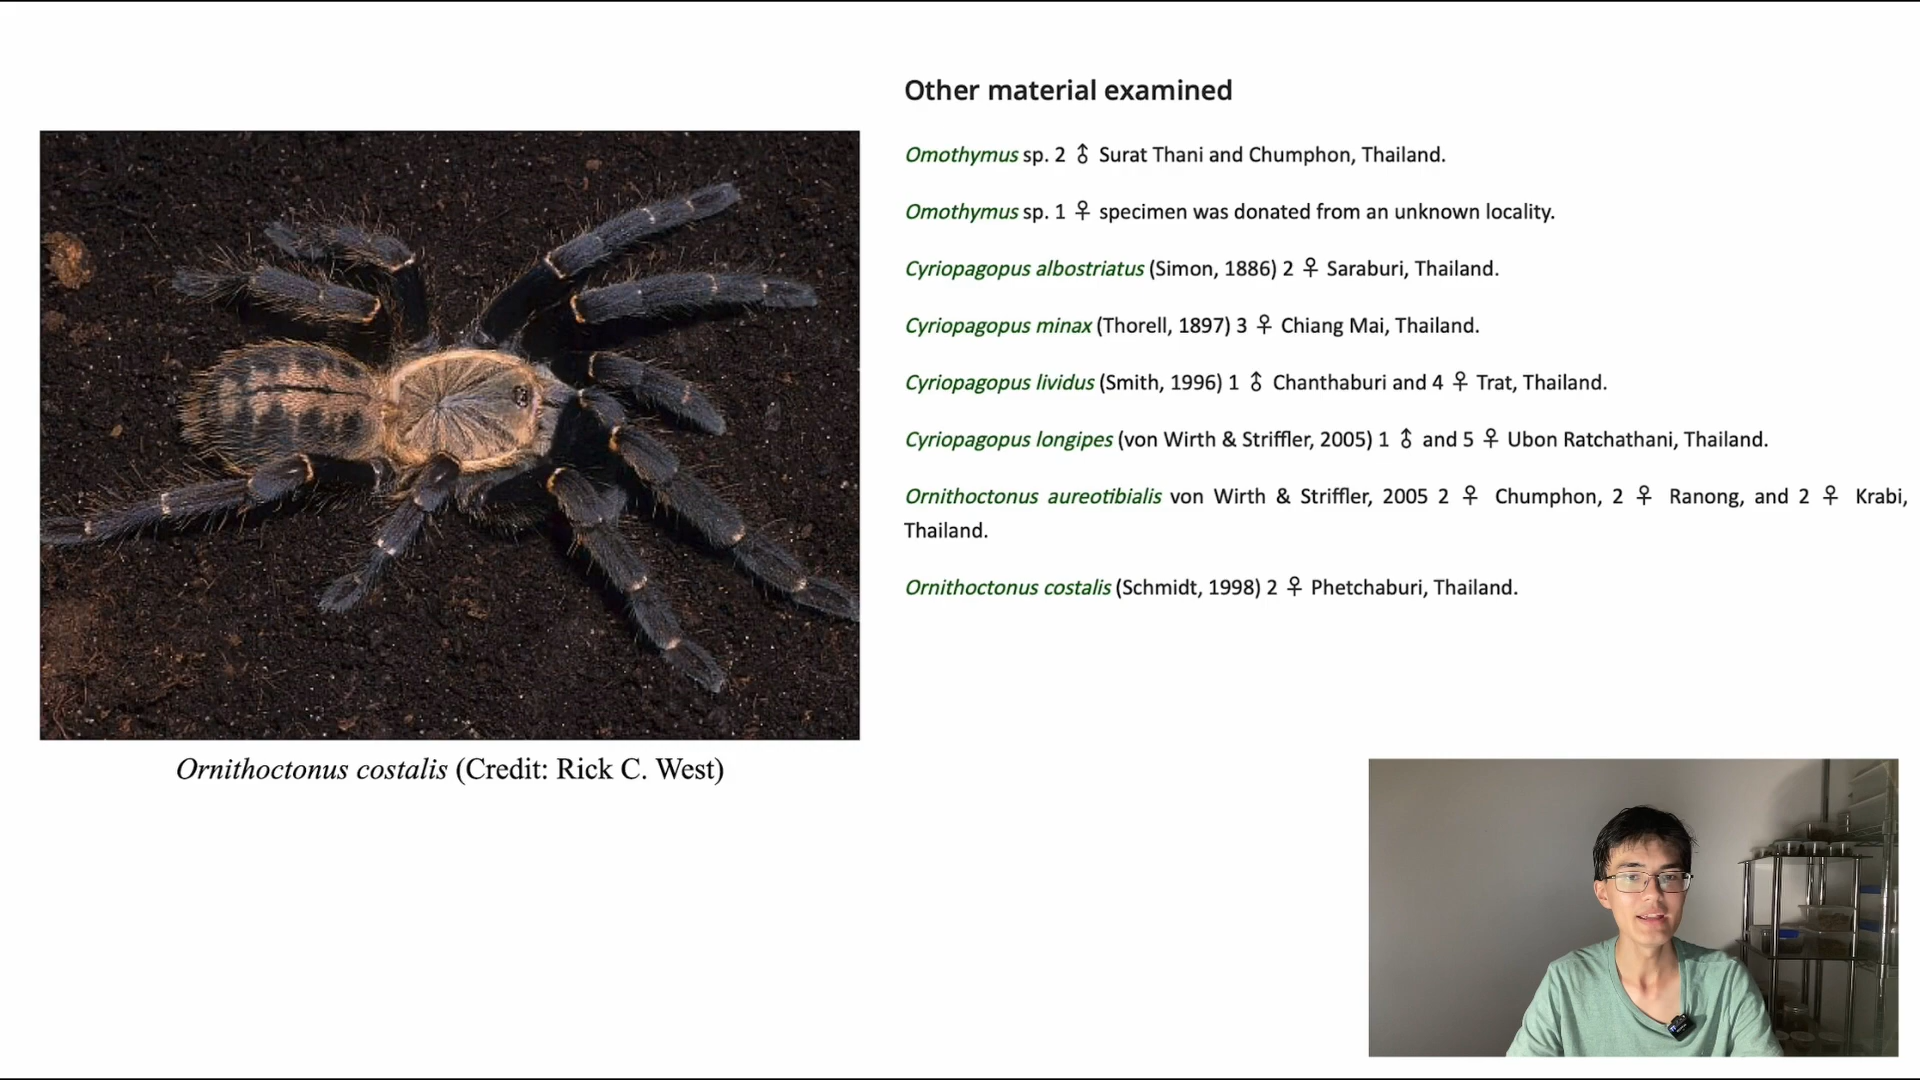 Other material examined
Omothymus sp. 2 ♂ Surat Thani and Chumphon, Thailand.
Omothymus sp. 1 ♀ specimen was donated from an unknown locality.
Cyriopagopus albostriatus (Simon, 1886) 2 ♀ Saraburi, Thailand.
Cyriopagopus minax (Thorell, 1897) 3 ♀ Chiang Mai, Thailand.
Cyriopagopus lividus (Smith, 1996) 1 ♂ Chanthaburi and 4 ♀ Trat, Thailand.
Cyriopagopus longipes (von Wirth & Striffler, 2005) 1 ♂ and 5 ♀ Ubon Ratchathani, Thailand.
Ornithoctonus aureotibialis von Wirth & Striffler, 2005 2 ♀ Chumphon, 2 ♀ Ranong, and 2 ♀ Krabi,
Thailand.
Ornithoctonus costalis (Schmidt, 1998) 2 ♀ Phetchaburi, Thailand.
Ornithoctonus costalis (Credit: Rick C. West)